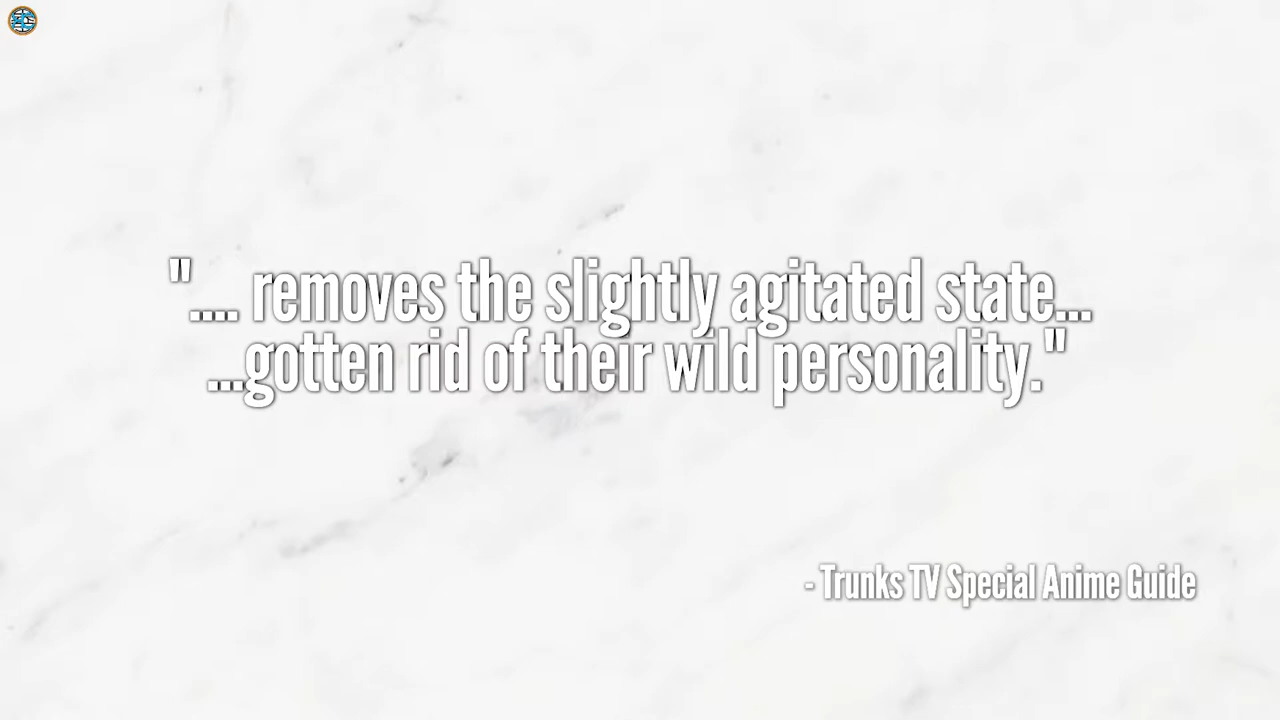 ".... removes the slightly agitated state...
...gotten rid of their wild personality."
- Trunks TV Special Anime Guide